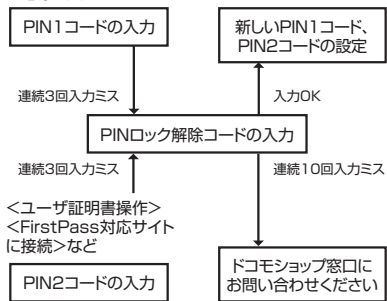 PIN1コードの入力
新しいPIN1コード、
PIN2コードの設定
連続3回入力ミス
入力OK
PINロック解除コードの入力
連続3回入力ミス
連続10回入力ミス
<ユーザ証明書操作>
<FirstPass対応サイト
に接続>など
PIN2コードの入力
ドコモショップ窓口に
お問い合わせください